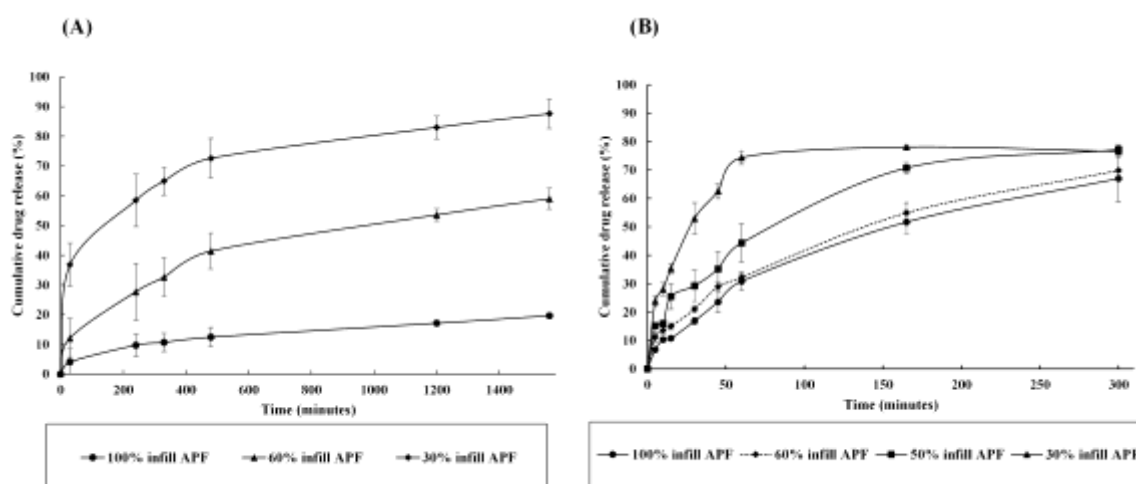 (A)
(B)
100
90
80
70
60
50
40
30
20
10
0
Cumulative drug release (%)
0 200 400 600 800 1000 1200 1400
Time (minutes)
100% infill APF 60% infill APF 30% infill APF
100
90
80
70
60
50
40
30
20
10
0
Cumulative drug release (%)
0 50 100 150 200 250 300
Time (minutes)
100% infill APF 60% infill APF 50% infill APF 30% infill APF